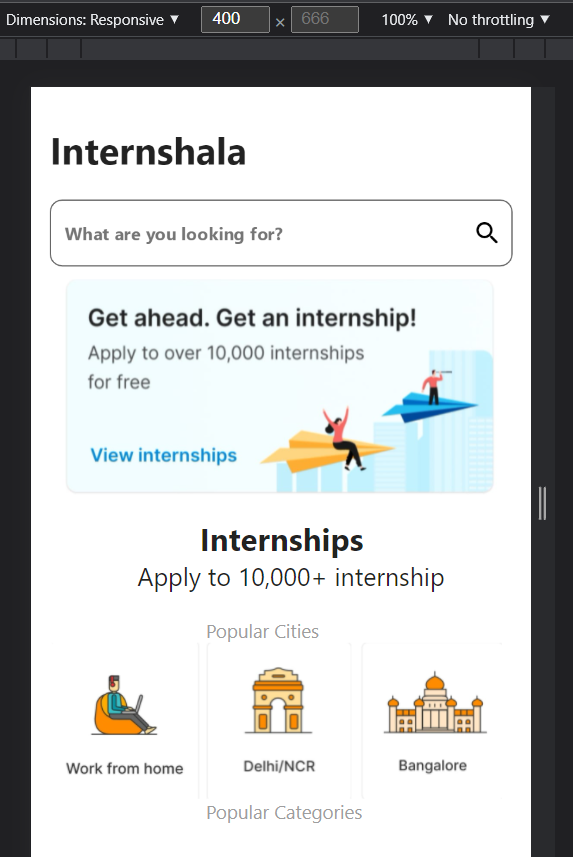 Dimensions: Responsive ▼ 400 × 666 100% ▼ No throttling ▼
Internshala
What are you looking for?
Get ahead. Get an internship!
Apply to over 10,000 internships
for free
View internships
Internships
Apply to 10,000+ internship
Popular Cities
Work from home Delhi/NCR Bangalore
Popular Categories